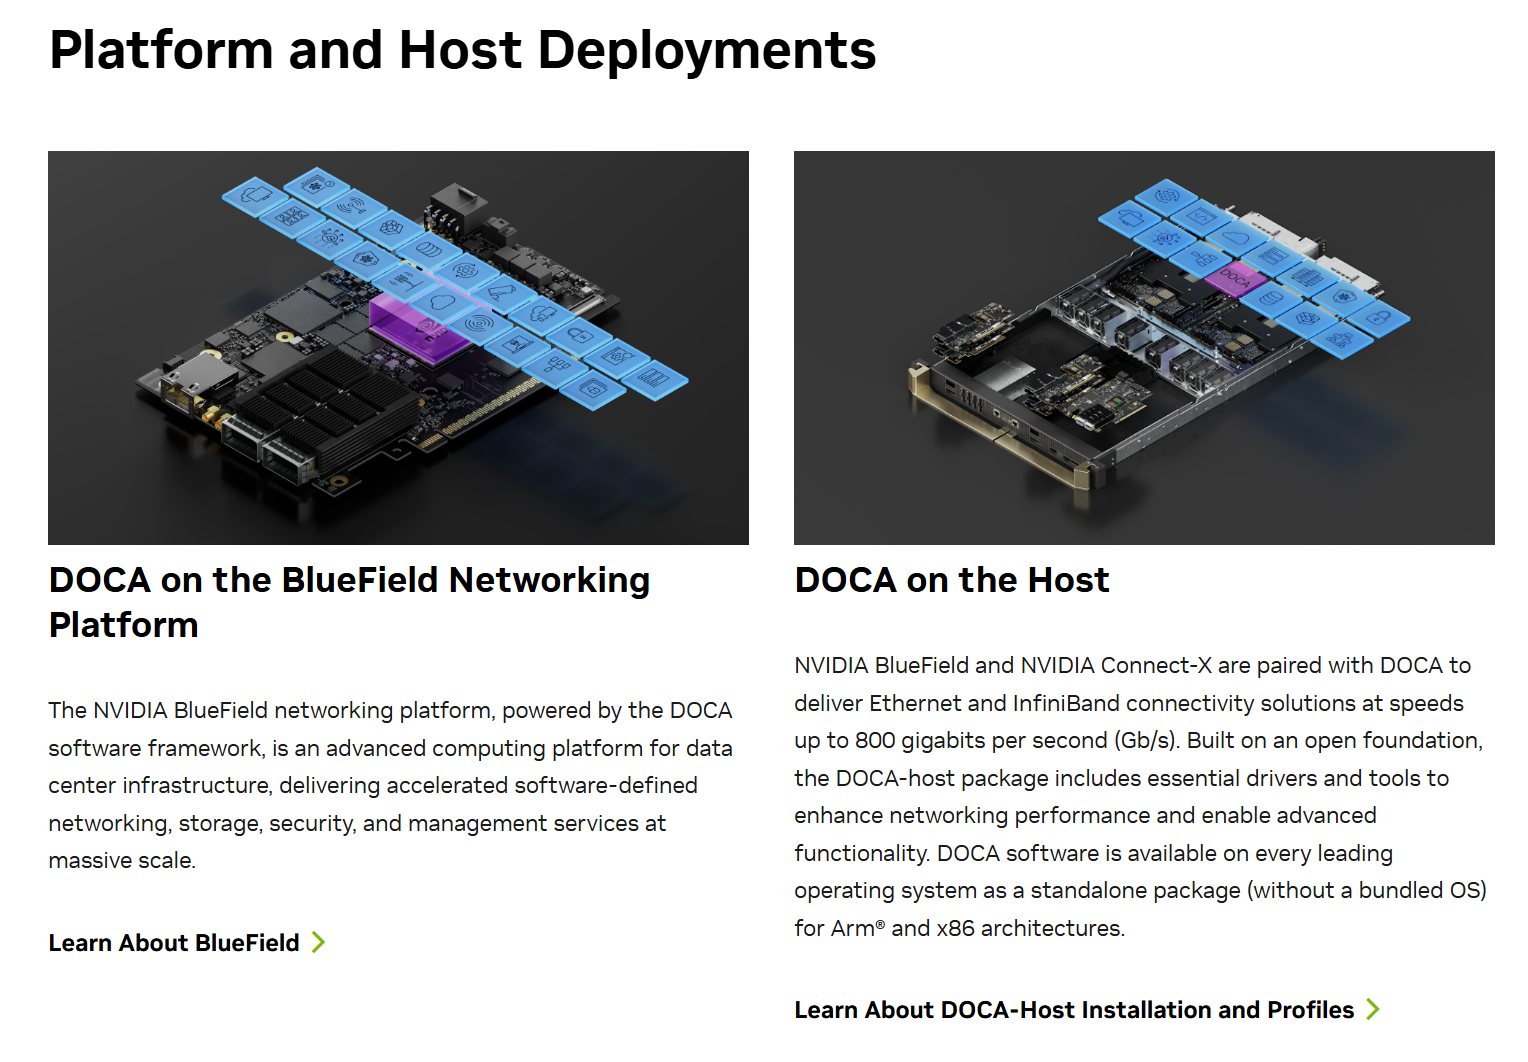 Platform and Host Deployments
DOCA on the BlueField Networking
Platform
The NVIDIA BlueField networking platform, powered by the DOCA
software framework, is an advanced computing platform for data
center infrastructure, delivering accelerated software-defined
networking, storage, security, and management services at
massive scale.
Learn About BlueField
DOCA
DOCA on the Host
NVIDIA BlueField and NVIDIA Connect-X are paired with DOCA to
deliver Ethernet and InfiniBand connectivity solutions at speeds
up to 800 gigabits per second (Gb/s). Built on an open foundation,
the DOCA-host package includes essential drivers and tools to
enhance networking performance and enable advanced
functionality. DOCA software is available on every leading
operating system as a standalone package (without a bundled OS)
for Arm® and x86 architectures.
Learn About DOCA-Host Installation and Profiles